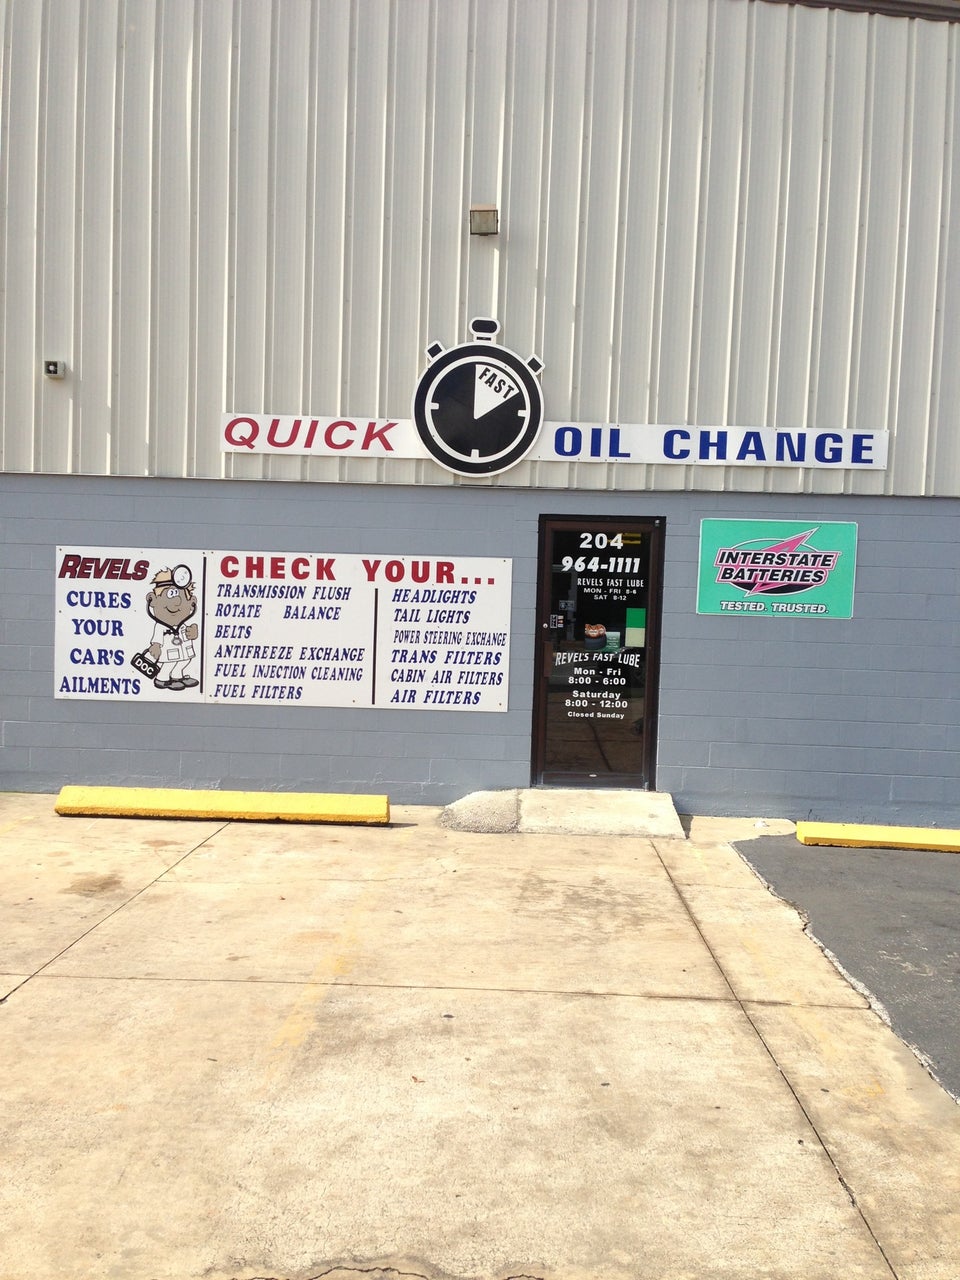 FAST
QUICK OIL CHANGE
REVELS
CURES
YOUR
CAR'S
AILMENTS
DOC
CHECK YOUR...
TRANSMISSION FLUSH
ROTATE BALANCE
BELTS
ANTIFREEZE EXCHANGE
FUEL INJECTION CLEANING
FUEL FILTERS
HEADLIGHTS
TAIL LIGHTS
POWER STEERING EXCHANGE
TRANS FILTERS
CABIN AIR FILTERS
AIR FILTERS
204
964-1111
REVELS FAST LUBE
MON - FRI 8-6
SAT 8-12
REVEL'S FAST LUBE
Mon - Fri
8:00 - 6:00
Saturday
8:00 - 12:00
Closed Sunday
INTERSTATE
BATTERIES
TESTED. TRUSTED.